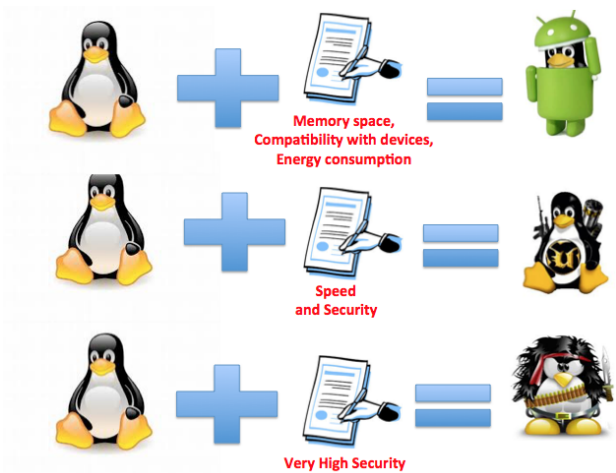 Memory space,
Compatibility with devices,
Energy consumption
Speed
and Security
Very High Security